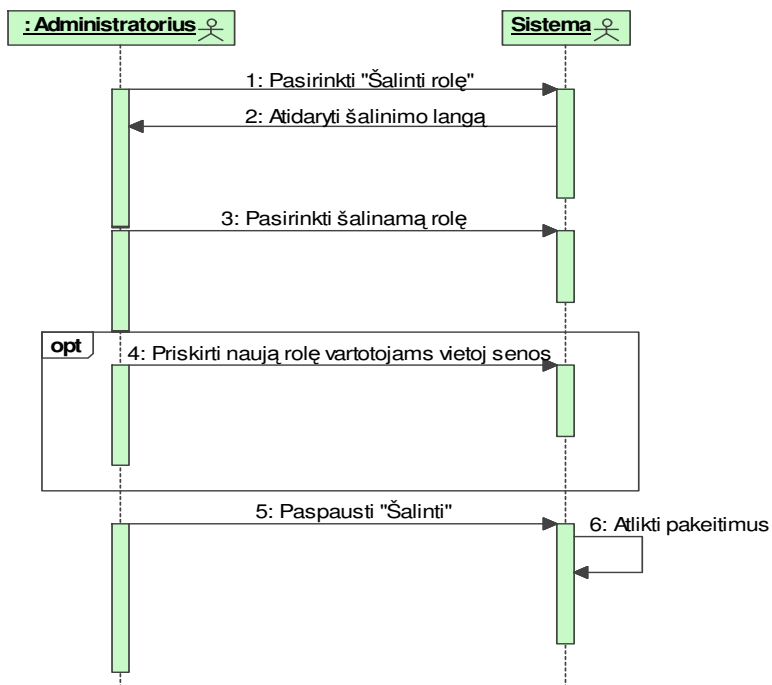 : Administratorius
Sistema
1: Pasirinkti "Šalinti rolę"
2: Atidaryti šalinimo langą
3: Pasirinkti šalinamą rolę
opt
4: Priskirti naują rolę vartotojams vietoj senos
5: Paspausti "Šalinti"
6: Atlikti pakeitimus